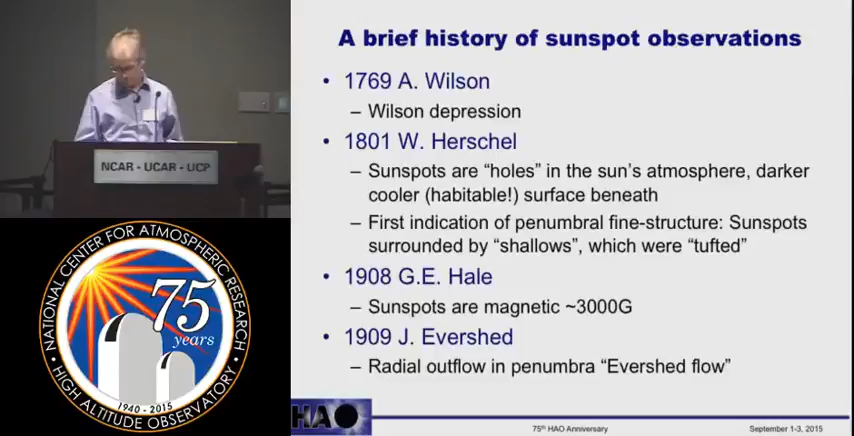 A brief history of sunspot observations
• 1769 A. Wilson
– Wilson depression
• 1801 W. Herschel
– Sunspots are “holes” in the sun’s atmosphere, darker
cooler (habitable!) surface beneath
– First indication of penumbral fine-structure: Sunspots
surrounded by “shallows”, which were “tufted”
• 1908 G.E. Hale
– Sunspots are magnetic ~3000G
• 1909 J. Evershed
– Radial outflow in penumbra “Evershed flow”
HAO
75th HAO Anniversary
September 1-3, 2015
NCAR - UCAR - UCP
NATIONAL CENTER FOR ATMOSPHERIC RESEARCH
75
years
1940 - 2015
HIGH ALTITUDE OBSERVATORY